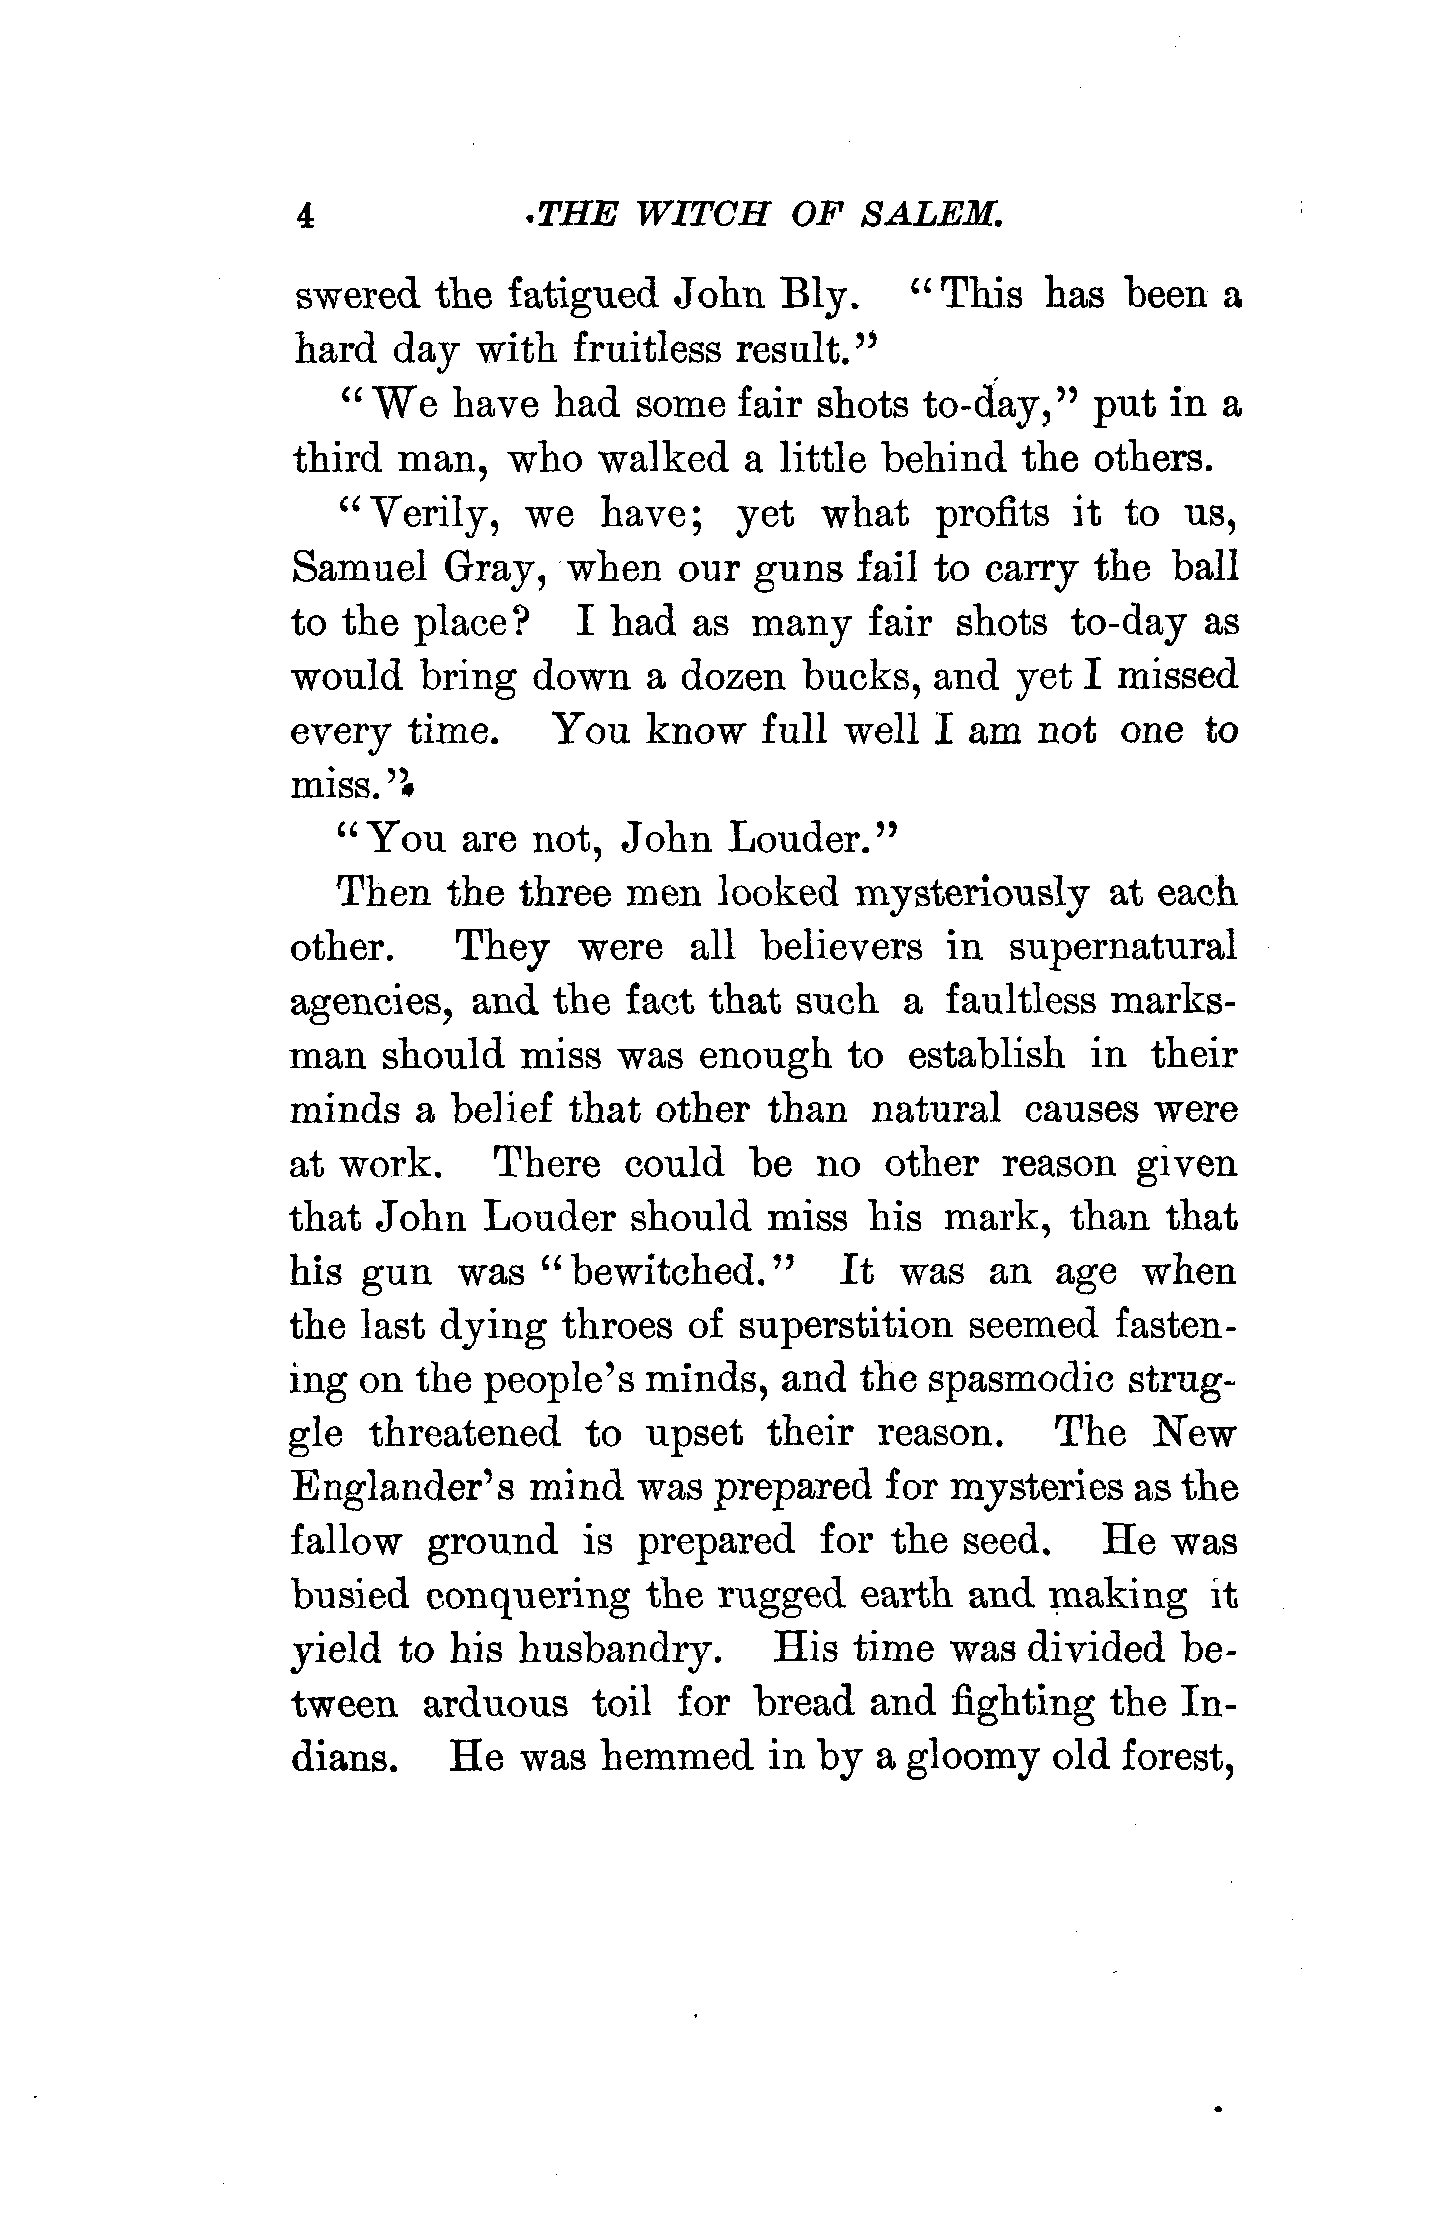 4 THE WITCH OF SALEM.
swered the fatigued John Bly. "This has been a
hard day with fruitless result."
"We have had some fair shots to-day," put in a
third man, who walked a little behind the others.
"Verily, we have; yet what profits it to us,
Samuel Gray, when our guns fail to carry the ball
to the place? I had as many fair shots to-day as
would bring down a dozen bucks, and yet I missed
every time. You know full well I am not one to
miss."
"You are not, John Louder."
Then the three men looked mysteriously at each
other. They were all believers in supernatural
agencies, and the fact that such a faultless marks-
man should miss was enough to establish in their
minds a belief that other than natural causes were
at work. There could be no other reason given
that John Louder should miss his mark, than that
his gun was "bewitched." It was an age when
the last dying throes of superstition seemed fasten-
ing on the people's minds, and the spasmodic strug-
gle threatened to upset their reason. The New
Englander's mind was prepared for mysteries as the
fallow ground is prepared for the seed. He was
busied conquering the rugged earth and making it
yield to his husbandry. His time was divided be-
tween arduous toil for bread and fighting the In-
dians. He was hemmed in by a gloomy old forest,